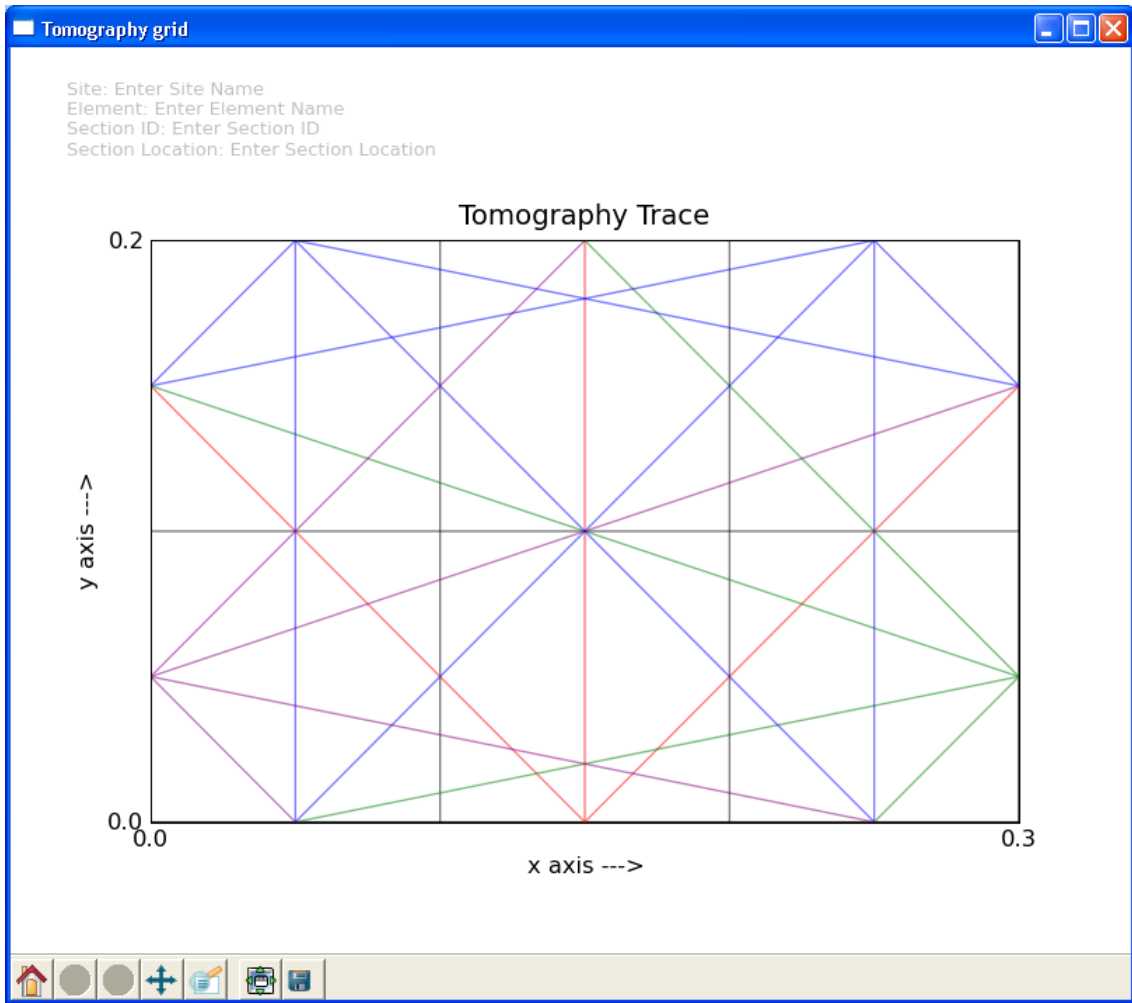 Tomography grid
Site: Enter Site Name
Element: Enter Element Name
Section ID: Enter Section ID
Section Location: Enter Section Location
Tomography Trace
0.2
y axis --->
0.0
0.0
0.3
x axis --->